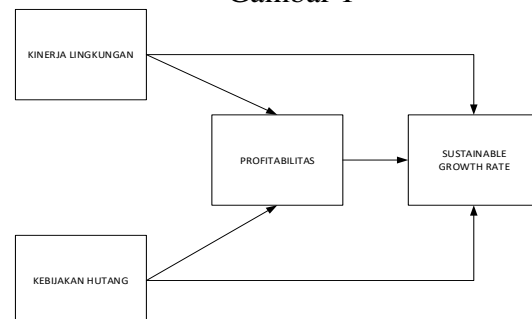 Gambar 1
KINERJA LINGKUNGAN
PROFITABILITAS
SUSTAINABLE
GROWTH RATE
KEBIJAKAN HUTANG